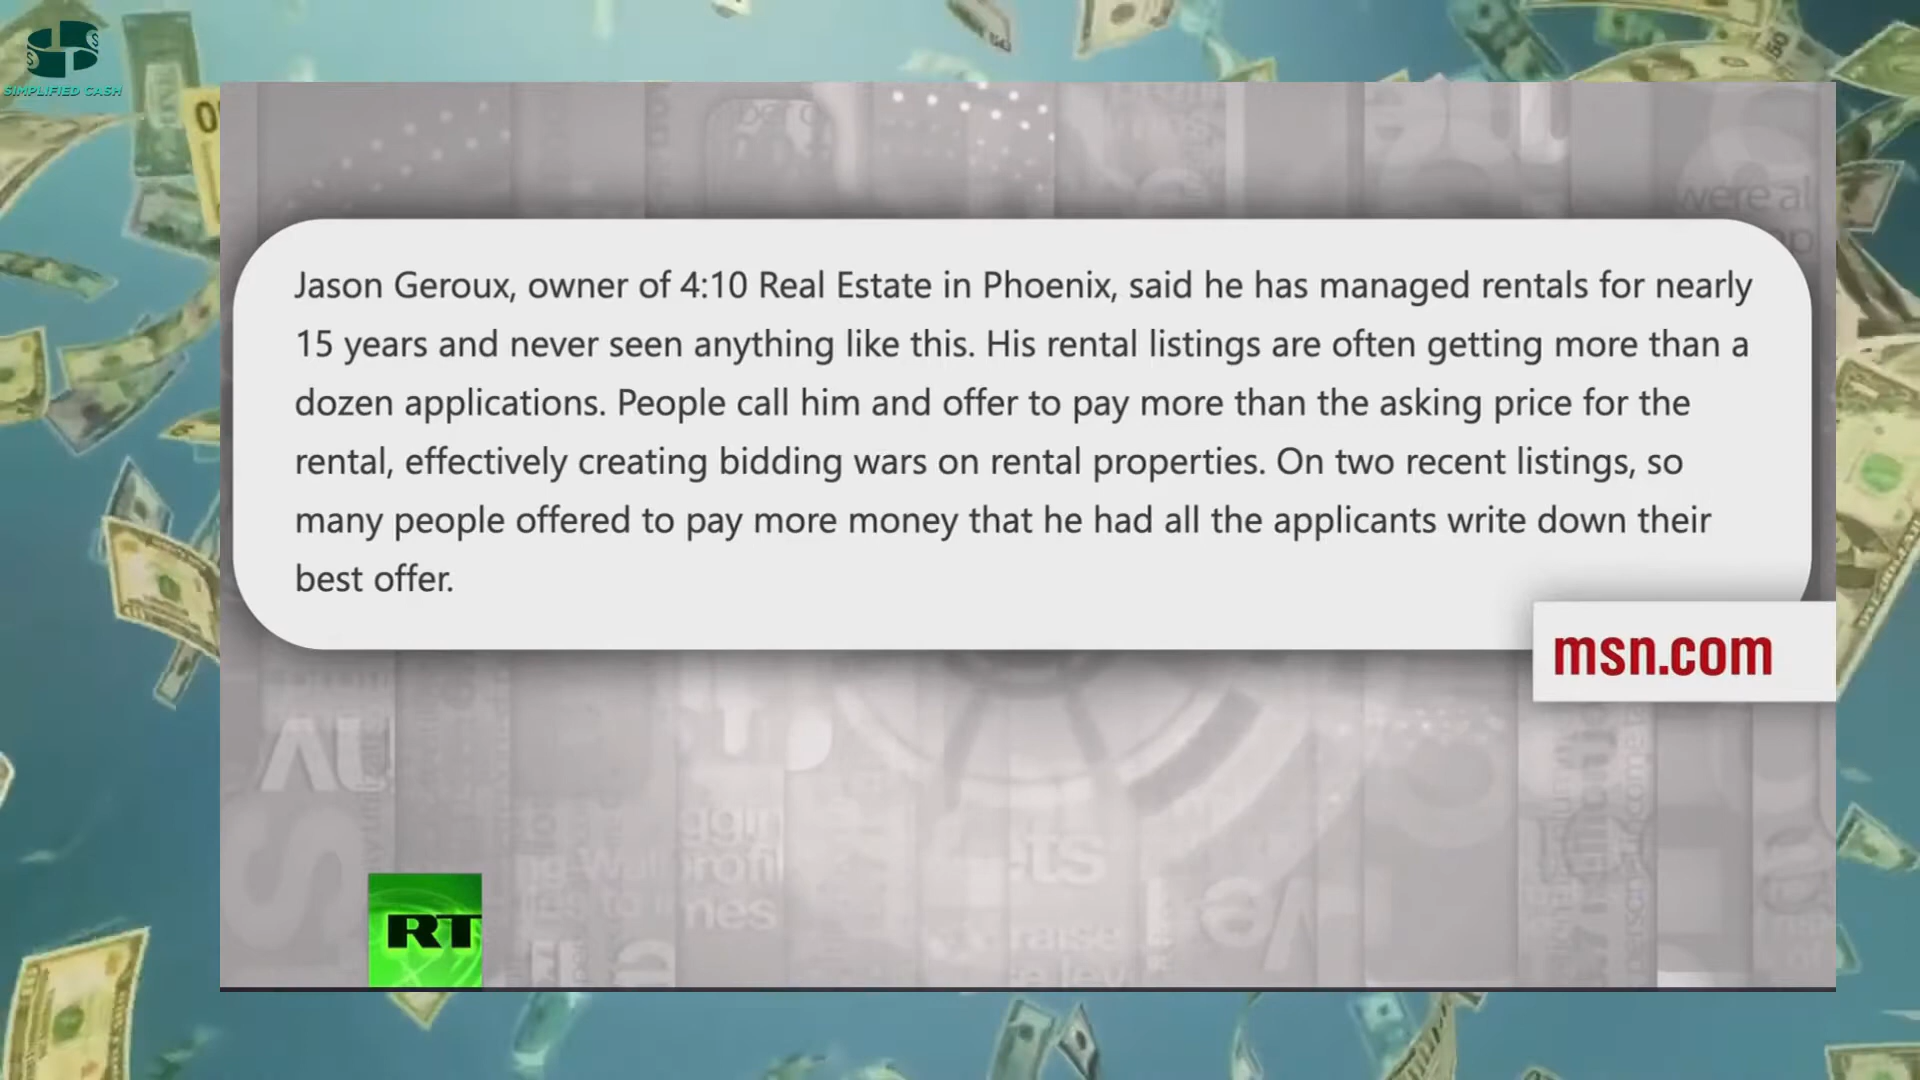 SIMPLIFIED CASH
were al
Jason Geroux, owner of 4:10 Real Estate in Phoenix, said he has managed rentals for nearly
15 years and never seen anything like this. His rental listings are often getting more than a
dozen applications. People call him and offer to pay more than the asking price for the
rental, effectively creating bidding wars on rental properties. On two recent listings, so
many people offered to pay more money that he had all the applicants write down their
best offer.
msn.com
RT